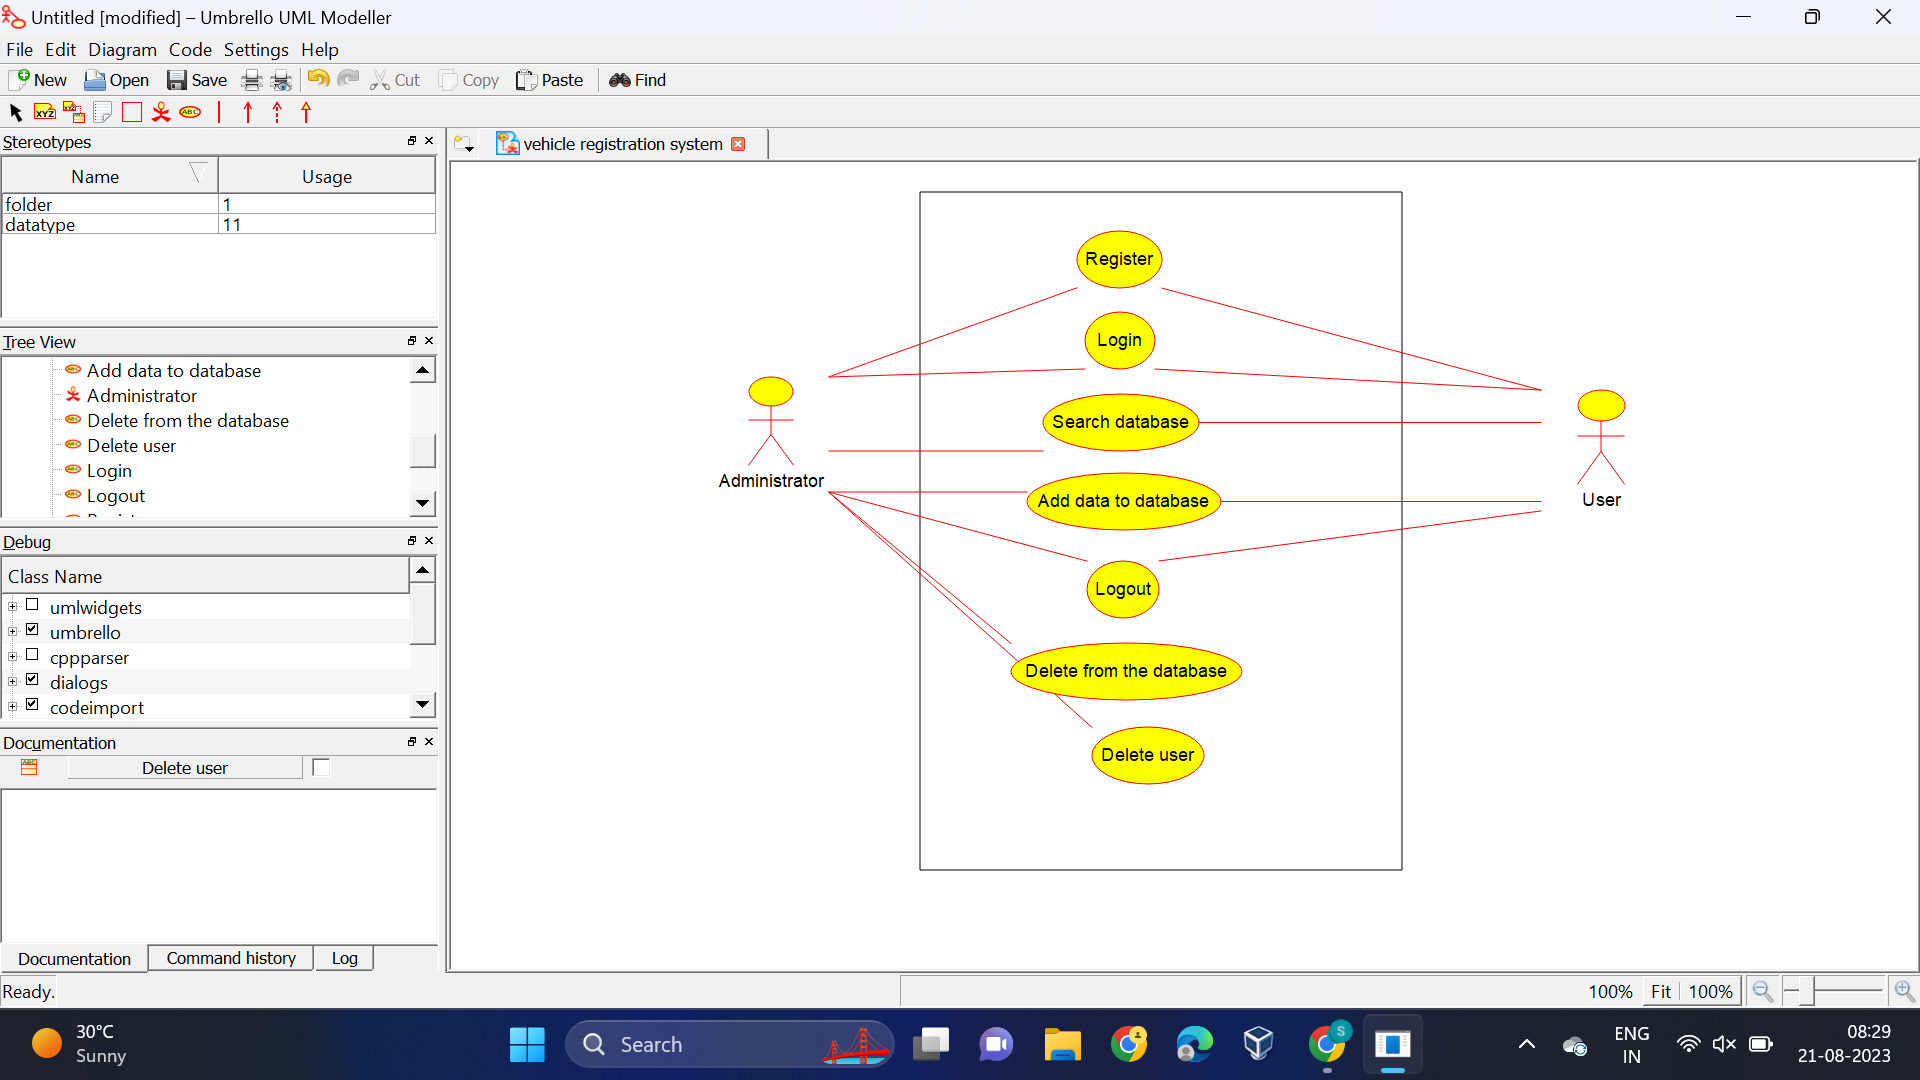 Untitled [modified] – Umbrello UML Modeller
File Edit Diagram Code Settings Help
New Open Save Cut Copy Paste Find
XYZ XYZ ABC
Stereotypes
vehicle registration system
Name Usage
folder 1
datatype 11
Tree View
Add data to database
Administrator
Delete from the database
Delete user
Login
Logout
Debug
Class Name
umlwidgets
umbrello
cppparser
dialogs
codeimport
Documentation
ABC Delete user
Documentation Command history Log
Register
Login
Search database
Administrator
Add data to database
User
Logout
Delete from the database
Delete user
Ready.
100% Fit 100%
30°C
Sunny
Search
S
ENG
IN
08:29
21-08-2023